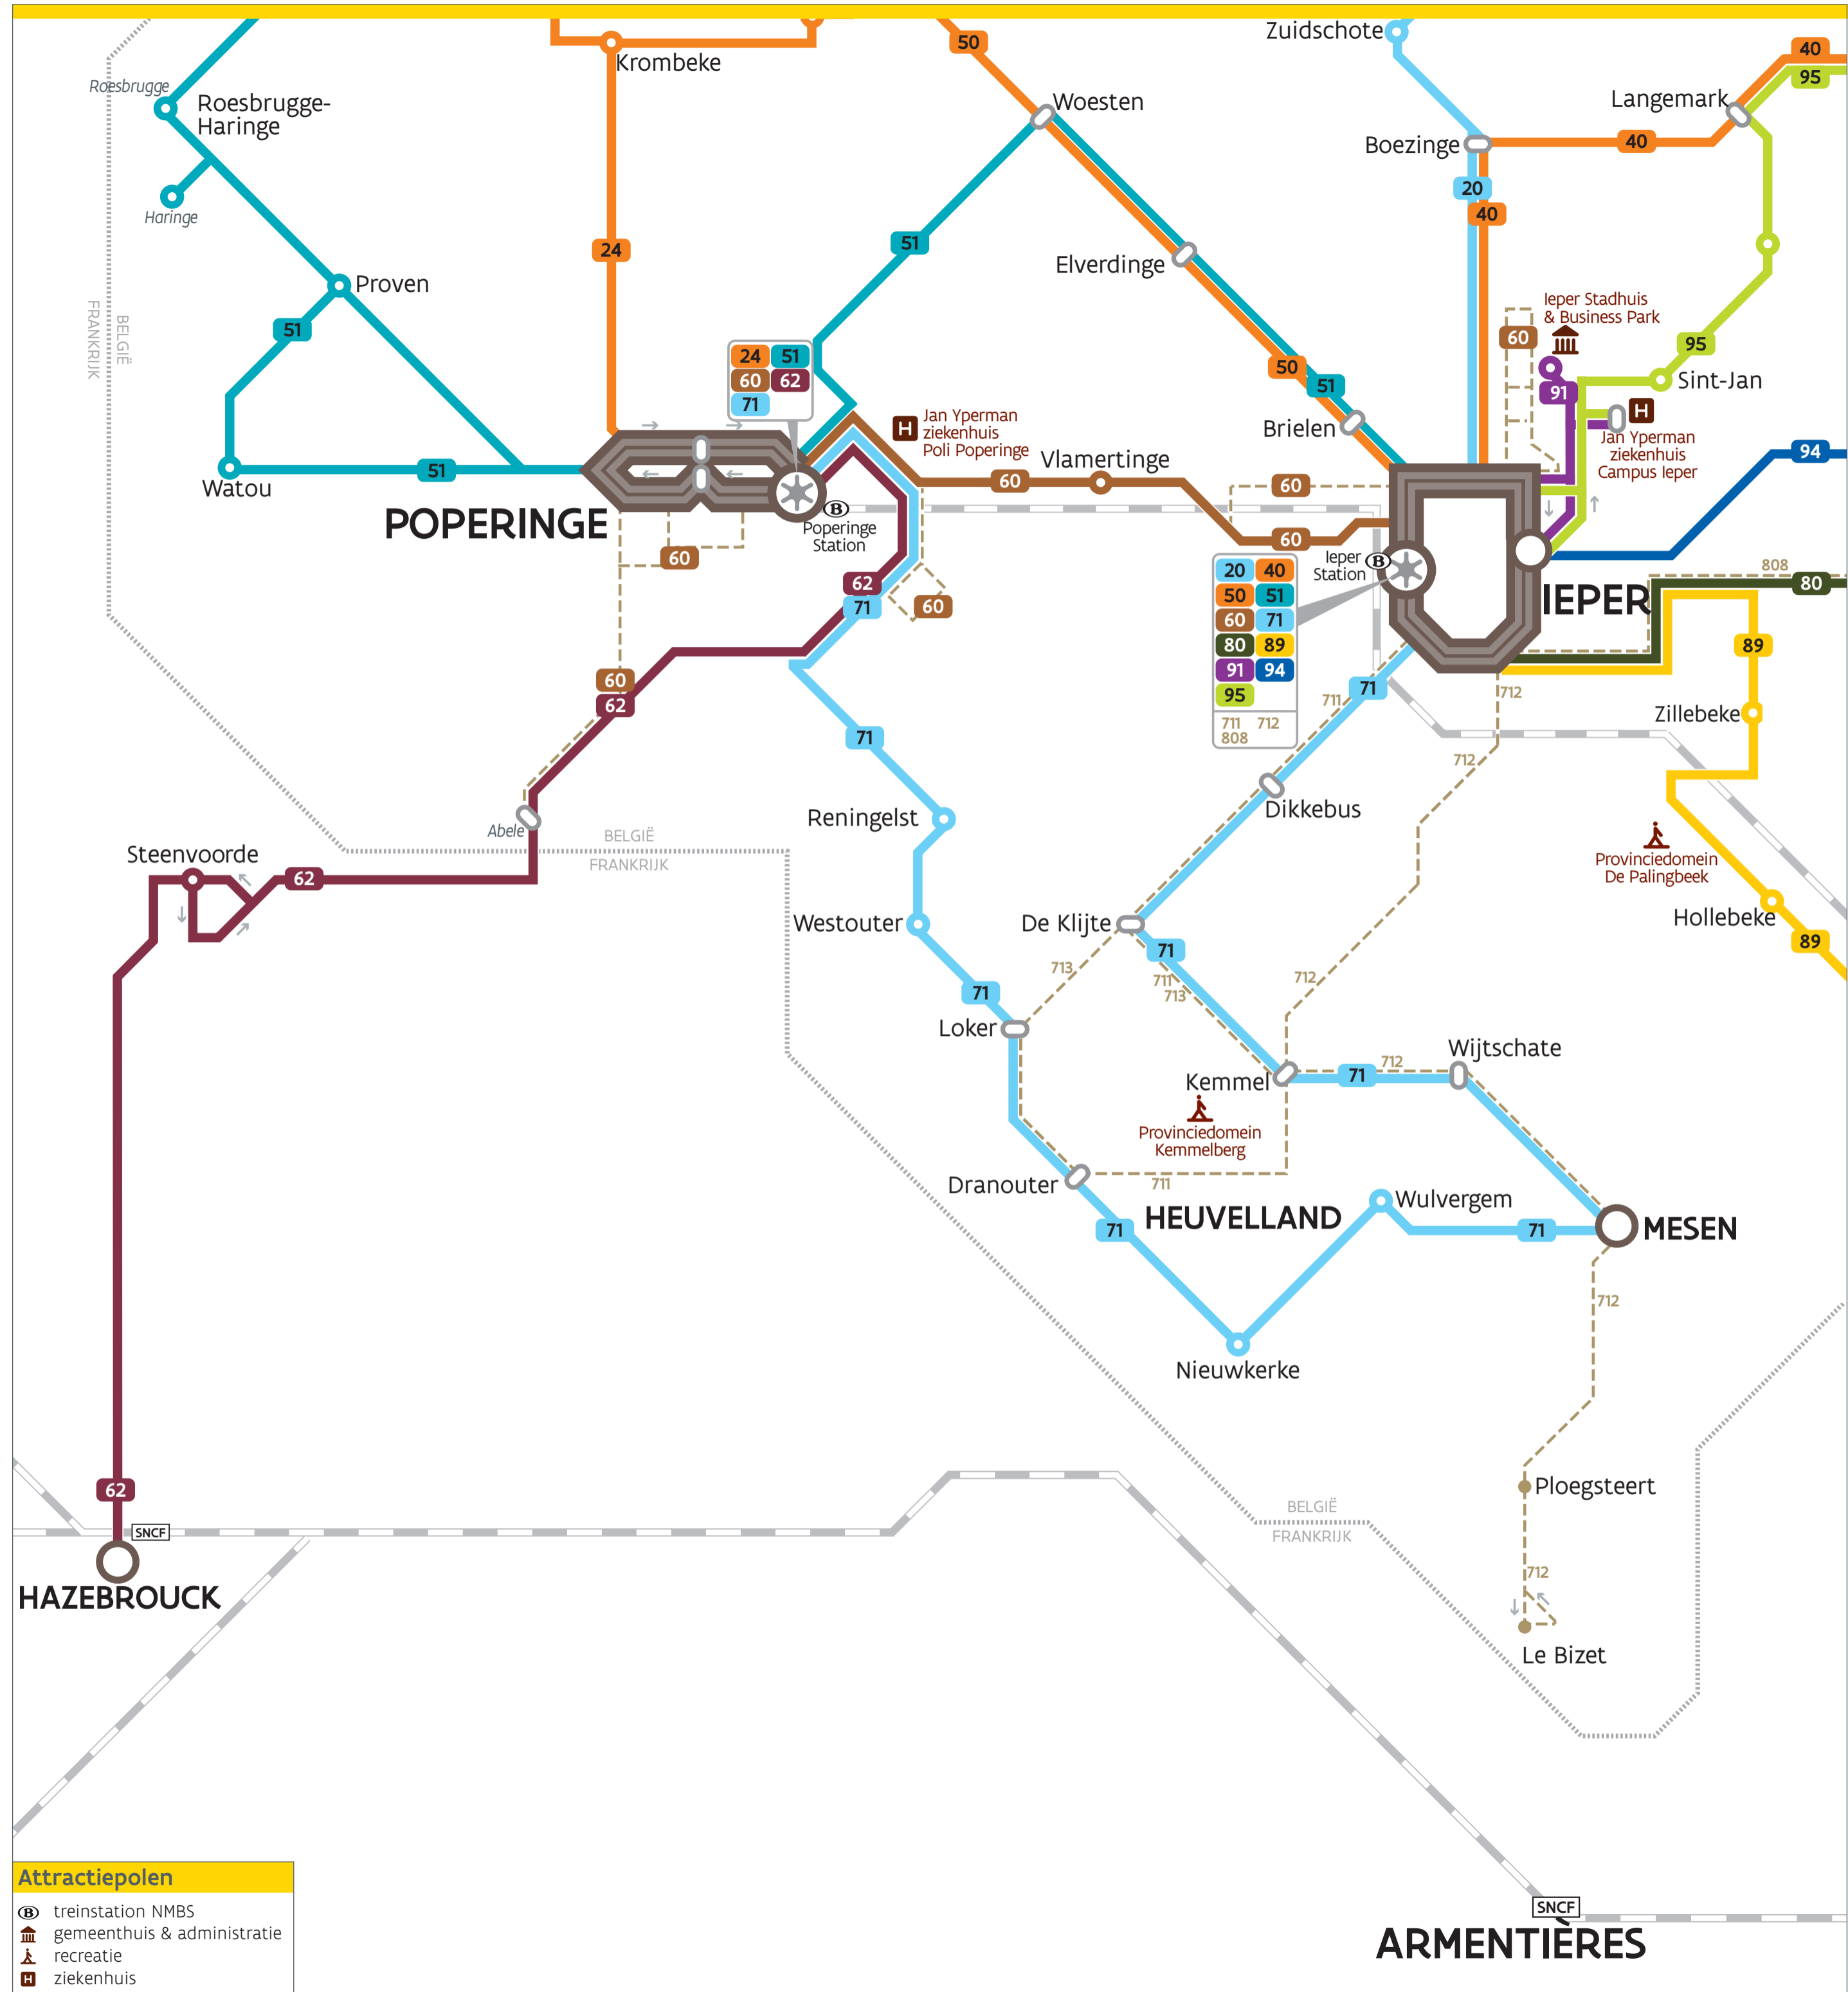 Zuidschote
50
40
Krombeke
95
Roesbrugge
Roesbrugge-
Haringe
Woesten
Langemark
Boezinge
40
20
40
Haringe
51
24
Elverdinge
Proven
51
BELGIË
FRANKRIJK
Ieper Stadhuis
& Business Park
60
95
24 51
60 62
71
50
51
91
Sint-Jan
Jan Yperman
ziekenhuis
Poli Poperinge
Brielen
Jan Yperman
ziekenhuis
Campus Ieper
94
Vlamertinge
51
Watou
60
60
POPERINGE
B
Poperinge
Station
60
60
Ieper
Station
B
808
80
62
71
60
20 40
50 51
60 71
80 89
91 94
95
711 712
808
IEPER
89
60
62
71
711
712
Zillebeke
71
712
Dikkebus
Reningelst
Abele
BELGIË
FRANKRIJK
Steenvoorde
62
Provinciedomein
De Palingbeek
Hollebeke
89
Westouter
De Klijte
71
713
711
713
712
71
Loker
Wijtschate
712
71
Kemmel
Provinciedomein
Kemmelberg
Dranouter
711
71
HEUVELLAND
Wulvergem
71
MESEN
712
Nieuwkerke
62
Ploegsteert
BELGIË
FRANKRIJK
SNCF
HAZEBROUCK
712
Le Bizet
Attractiepolen
B treinstation NMBS
gemeenthuis & administratie
recreatie
H ziekenhuis
SNCF
ARMENTIÈRES
H
H